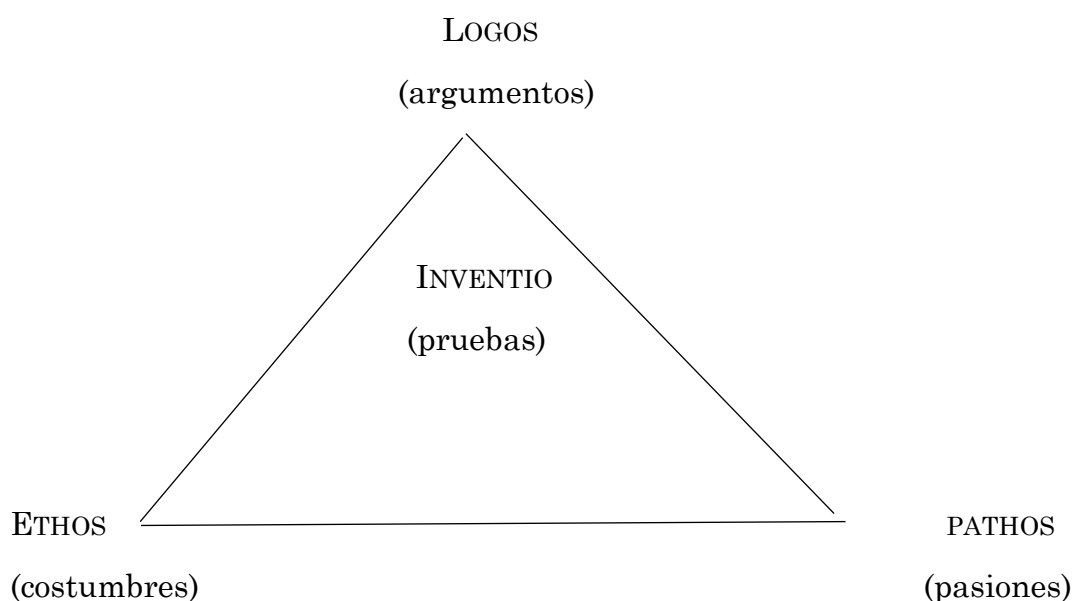 LOGOS
(argumentos)
INVENTIO
(pruebas)
ETHOS
(costumbres)
PATHOS
(pasiones)